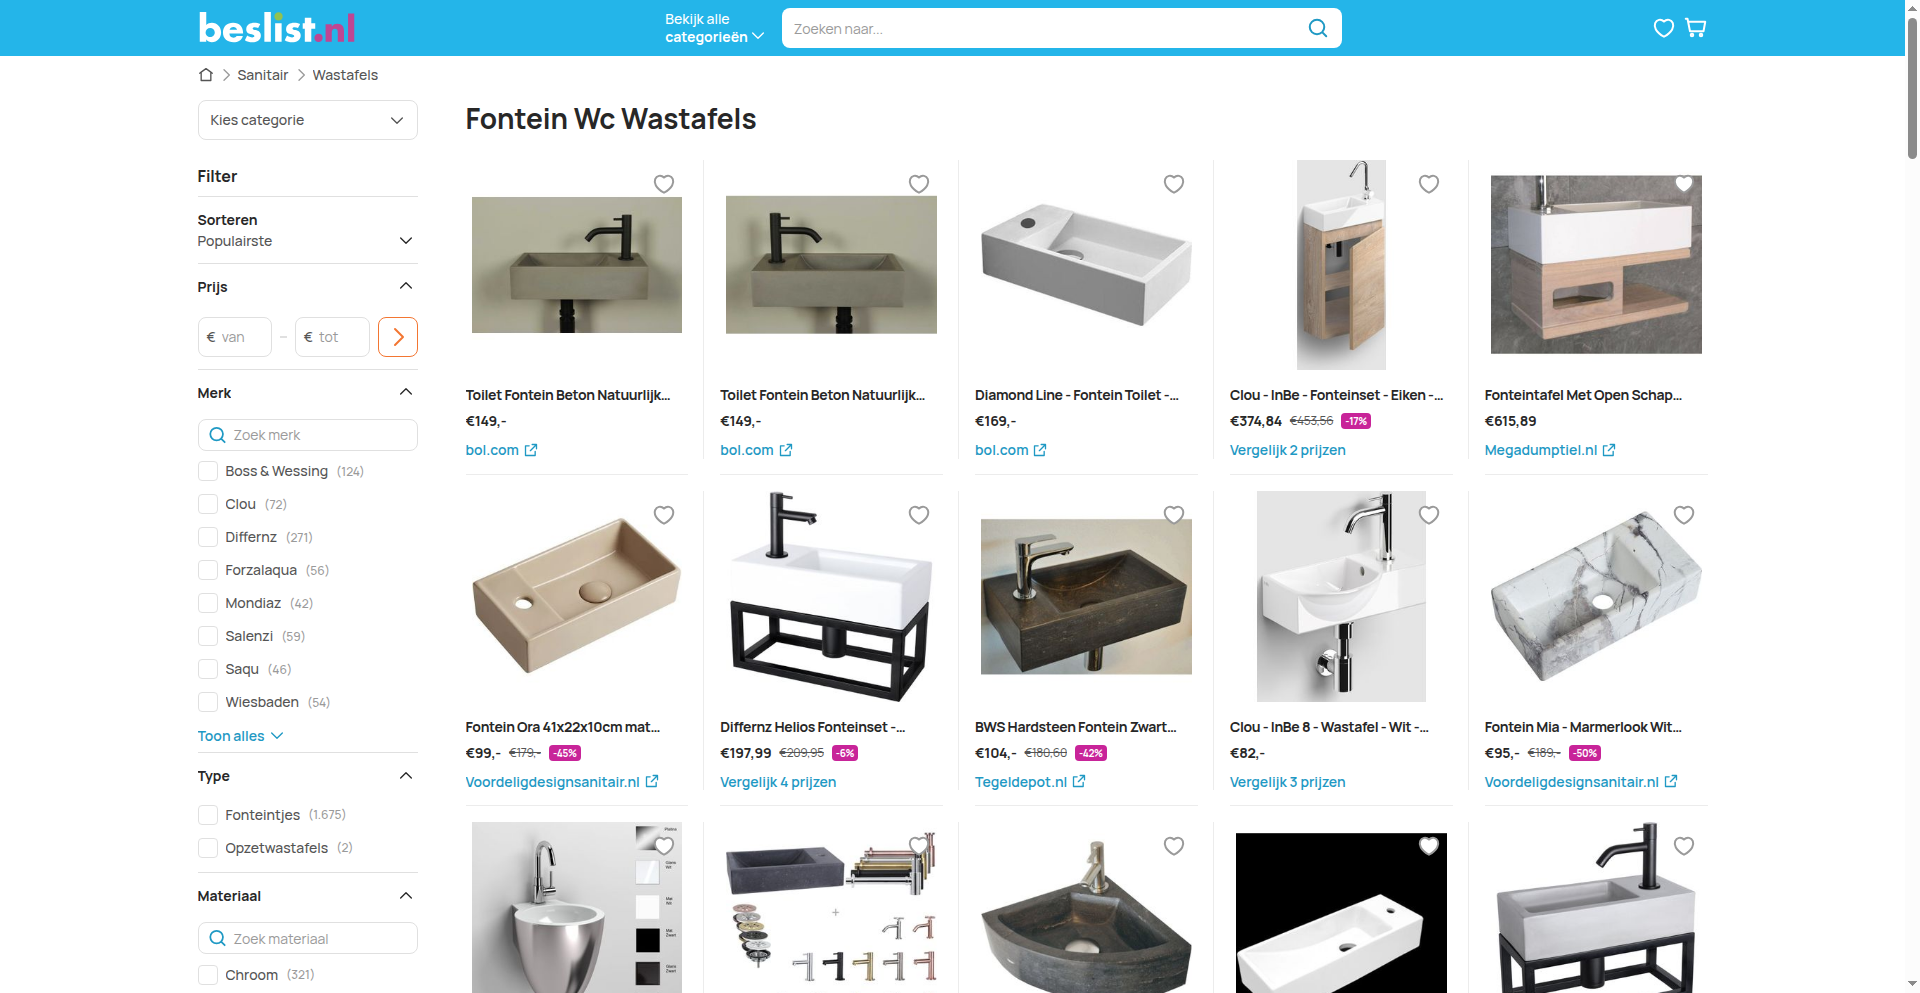 beslist.nl
Bekijk alle
categorieën
Zoeken naar...
Sanitair
Wastafels
Kies categorie
Fontein Wc Wastafels
Filter
Sorteren
Populairste
Prijs
€ van
–
€ tot
Merk
Zoek merk
Boss & Wessing (124)
Clou (72)
Differnz (271)
Forzalaqua (56)
Mondiaz (42)
Salenzi (59)
Saqu (46)
Wiesbaden (54)
Toon alles
Type
Fonteintjes (1.675)
Opzetwastafels (2)
Materiaal
Zoek materiaal
Chroom (321)
Toilet Fontein Beton Natuurlijk...
€149,-
bol.com
Toilet Fontein Beton Natuurlijk...
€149,-
bol.com
Diamond Line - Fontein Toilet -...
€169,-
bol.com
Clou - InBe - Fonteinset - Eiken -...
€374,84 €453,56 -17%
Vergelijk 2 prijzen
Fonteintafel Met Open Schap...
€615,89
Megadumptiel.nl
Fontein Ora 41x22x10cm mat...
€99,- €179,- -45%
Voordeligdesignsanitair.nl
Differnz Helios Fonteinset -...
€197,99 €209,95 -6%
Vergelijk 4 prijzen
BWS Hardsteen Fontein Zwart...
€104,- €180,60 -42%
Tegeldepot.nl
Clou - InBe 8 - Wastafel - Wit -...
€82,-
Vergelijk 3 prijzen
Fontein Mia - Marmerlook Wit...
€95,- €189,- -50%
Voordeligdesignsanitair.nl